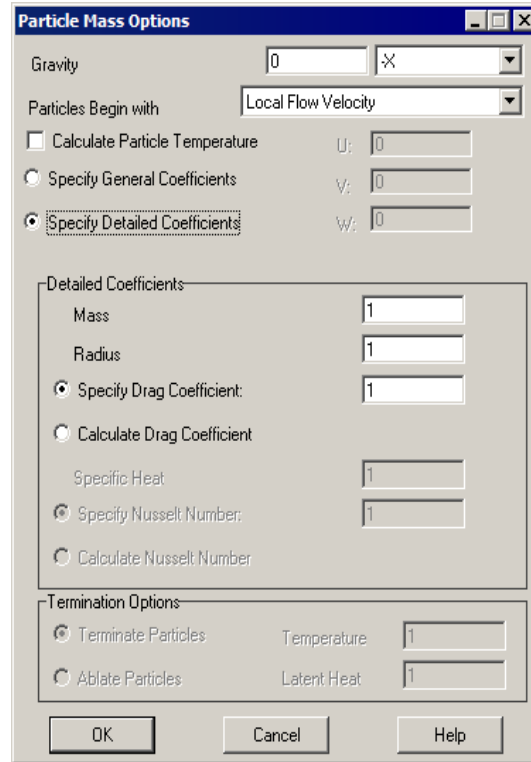 Particle Mass Options
Gravity 0 -X
Particles Begin with Local Flow Velocity
Calculate Particle Temperature U: 0
Specify General Coefficients V: 0
Specify Detailed Coefficients W: 0
Detailed Coefficients
Mass 1
Radius 1
Specify Drag Coefficient: 1
Calculate Drag Coefficient
Specific Heat 1
Specify Nusselt Number: 1
Calculate Nusselt Number
Termination Options
Terminate Particles Temperature 1
Ablate Particles Latent Heat 1
OK Cancel Help